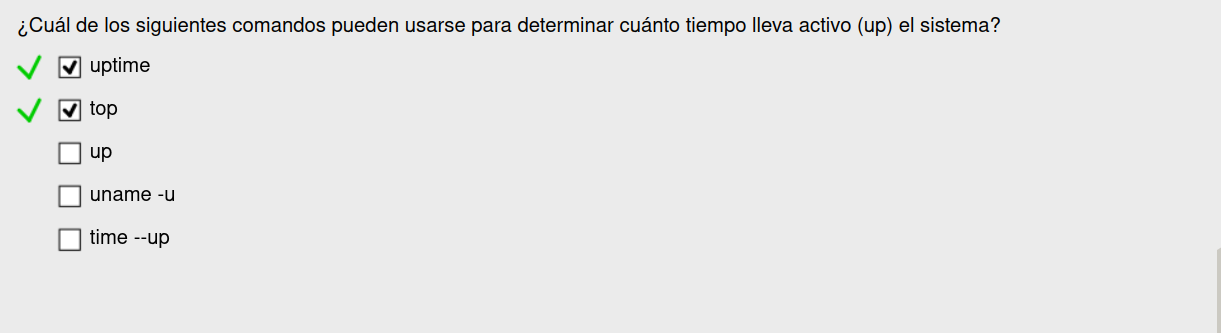 ¿Cuál de los siguientes comandos pueden usarse para determinar cuánto tiempo lleva activo (up) el sistema?
uptime
top
up
uname -u
time --up